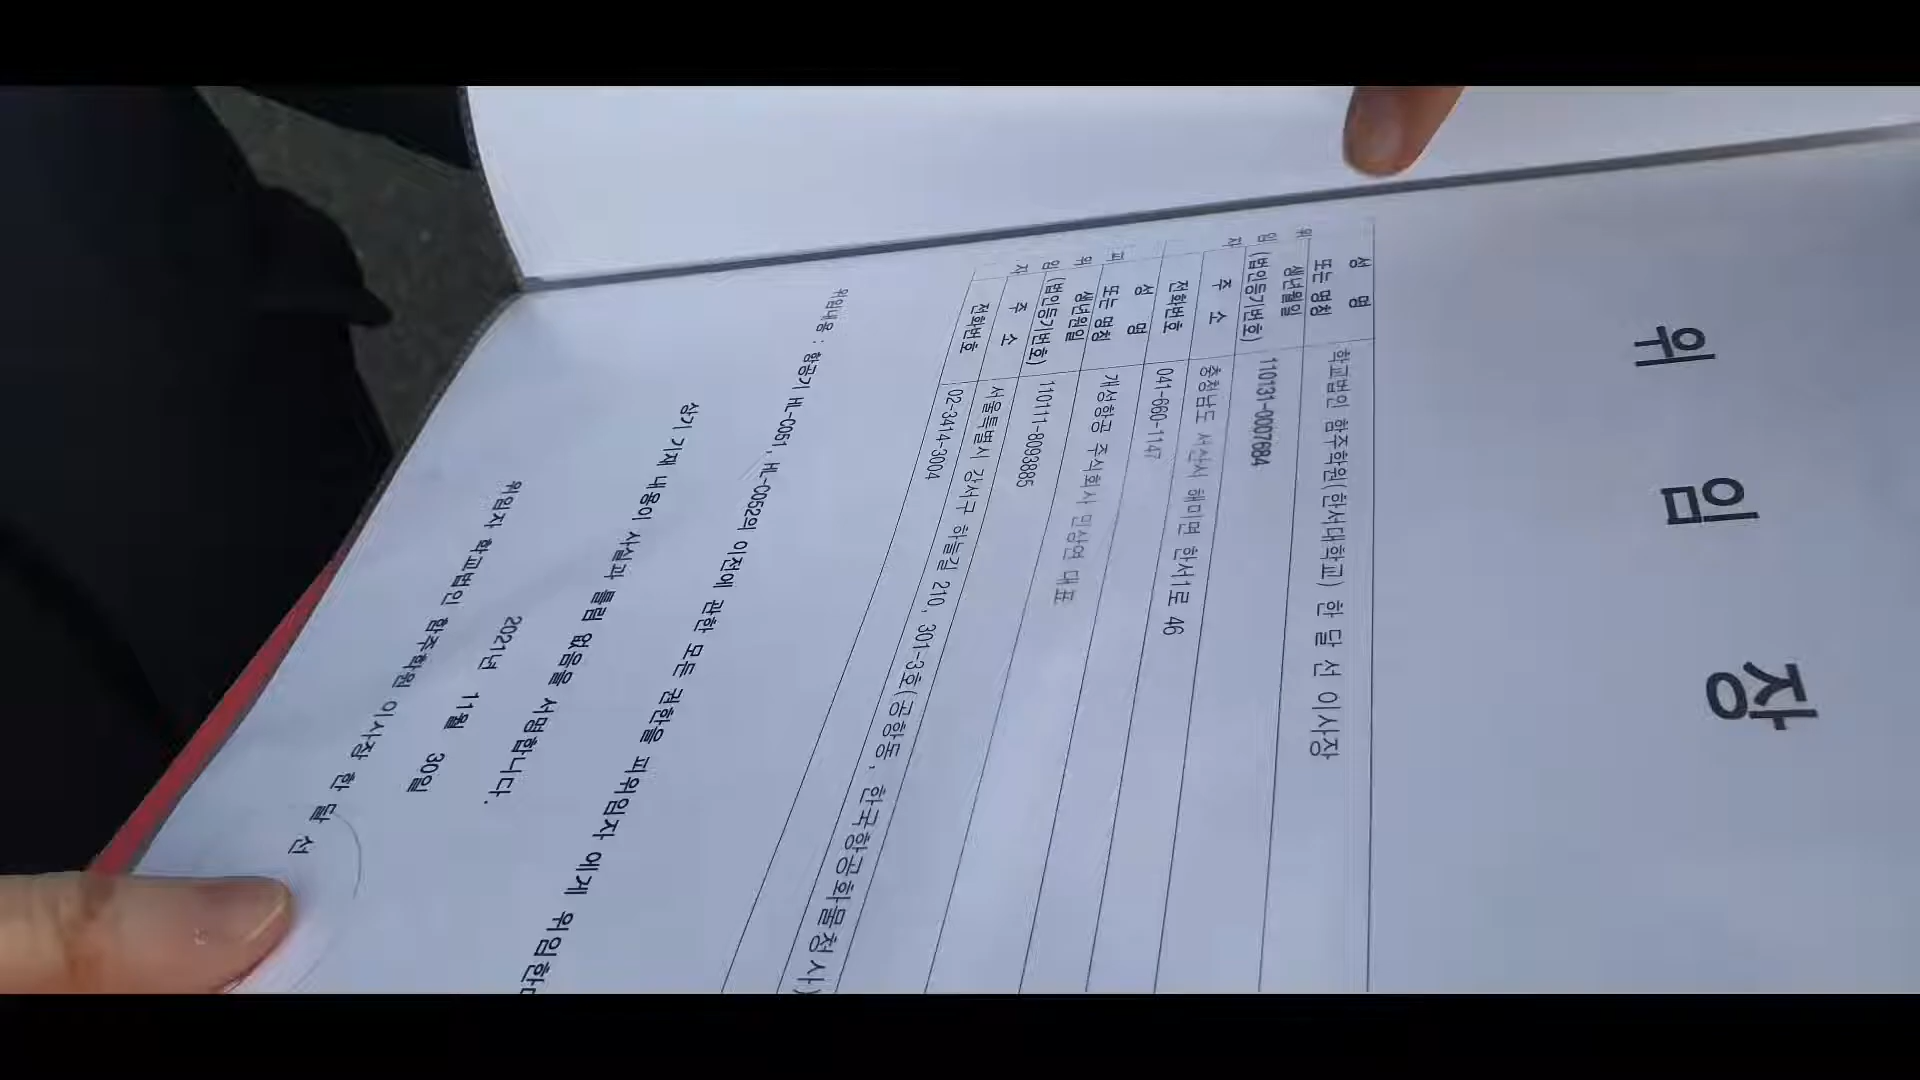 위 임 장
위 임 자
성 명
또는 명칭
학교법인 함주학원(한서대학교) 한 달 선 이사장
생년월일
(법인등기번호)
110131-0007684
주 소
충청남도 서산시 해미면 한서1로 46
전화번호
041-660-1147
피 위 임 자
성 명
또는 명칭
개성항공 주식회사 민상연 대표
생년월일
(법인등기번호)
110111-8093885
주 소
서울특별시 강서구 하늘길 210, 301-3호(공항동, 한국항공화물청사)
전화번호
02-3414-3004
위임내용 : 항공기 HL-C051, HL-C052의 이전에 관한 모든 권한을 피위임자 에게 위임한다
상기 기재 내용이 사실과 틀림 없음을 서명합니다.
2021년 11월 30일
위임자 학교법인 함주학원 이사장 한 달 선